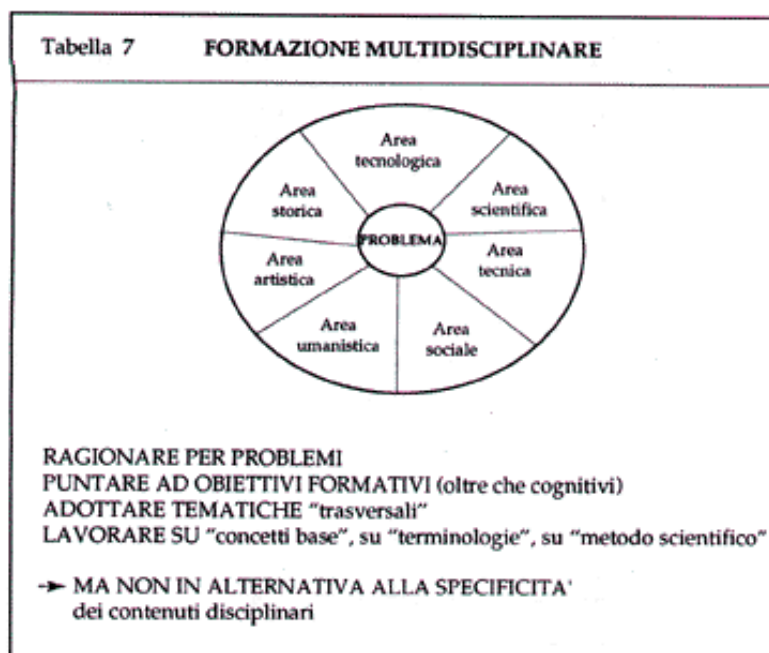 Tabella 7 FORMAZIONE MULTIDISCIPLINARE
Area
tecnologica
Area
storica
Area
scientifica
PROBLEMA
Area
artistica
Area
tecnica
Area
umanistica
Area
sociale
RAGIONARE PER PROBLEMI
PUNTARE AD OBIETTIVI FORMATIVI (oltre che cognitivi)
ADOTTARE TEMATICHE "trasversali"
LAVORARE SU "concetti base", su "terminologie", su "metodo scientifico"
MA NON IN ALTERNATIVA ALLA SPECIFICITA'
dei contenuti disciplinari